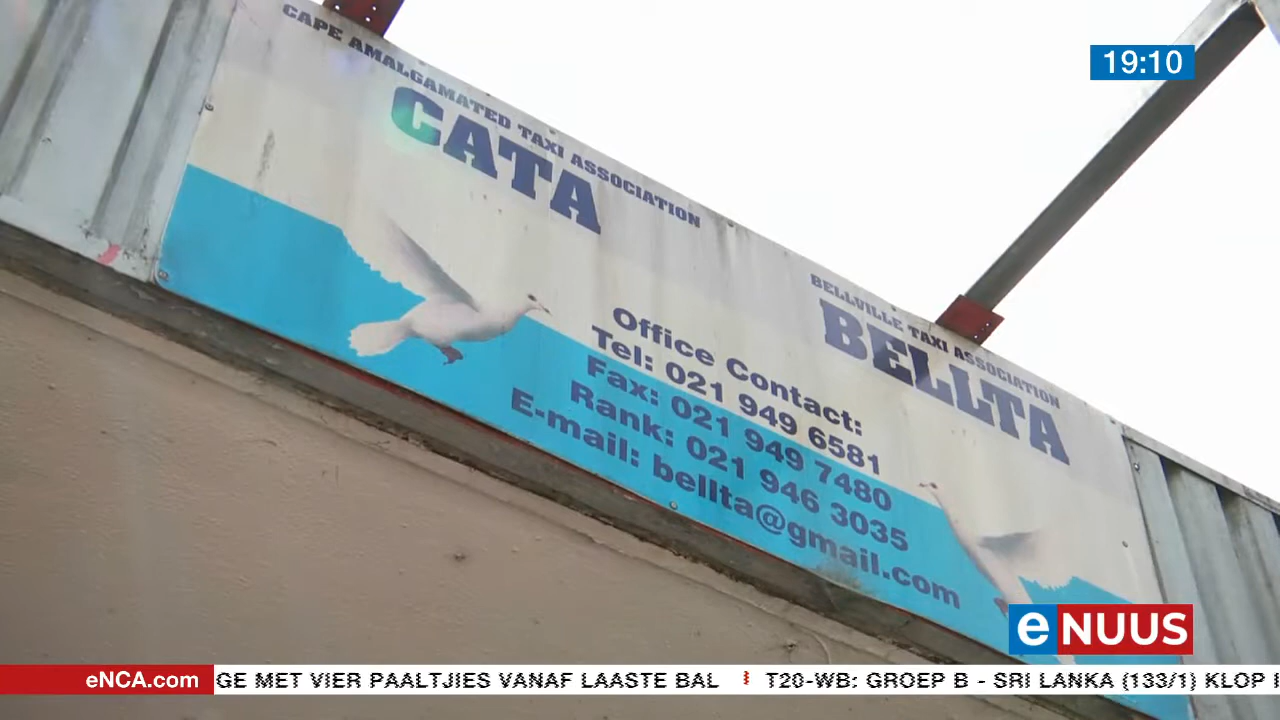 19:10
CAPE AMALGAMATED TAXI ASSOCIATION
CATA
BELLVILLE TAXI ASSOCIATION
BELLTA
Office Contact:
Tel: 021 949 6581
Fax: 021 949 7480
Rank: 021 946 3035
E-mail: bellta@gmail.com
e NUUS
eNCA.com
GE MET VIER PAALTJIES VANAF LAASTE BAL T20-WB: GROEP B - SRI LANKA (133/1) KLOP